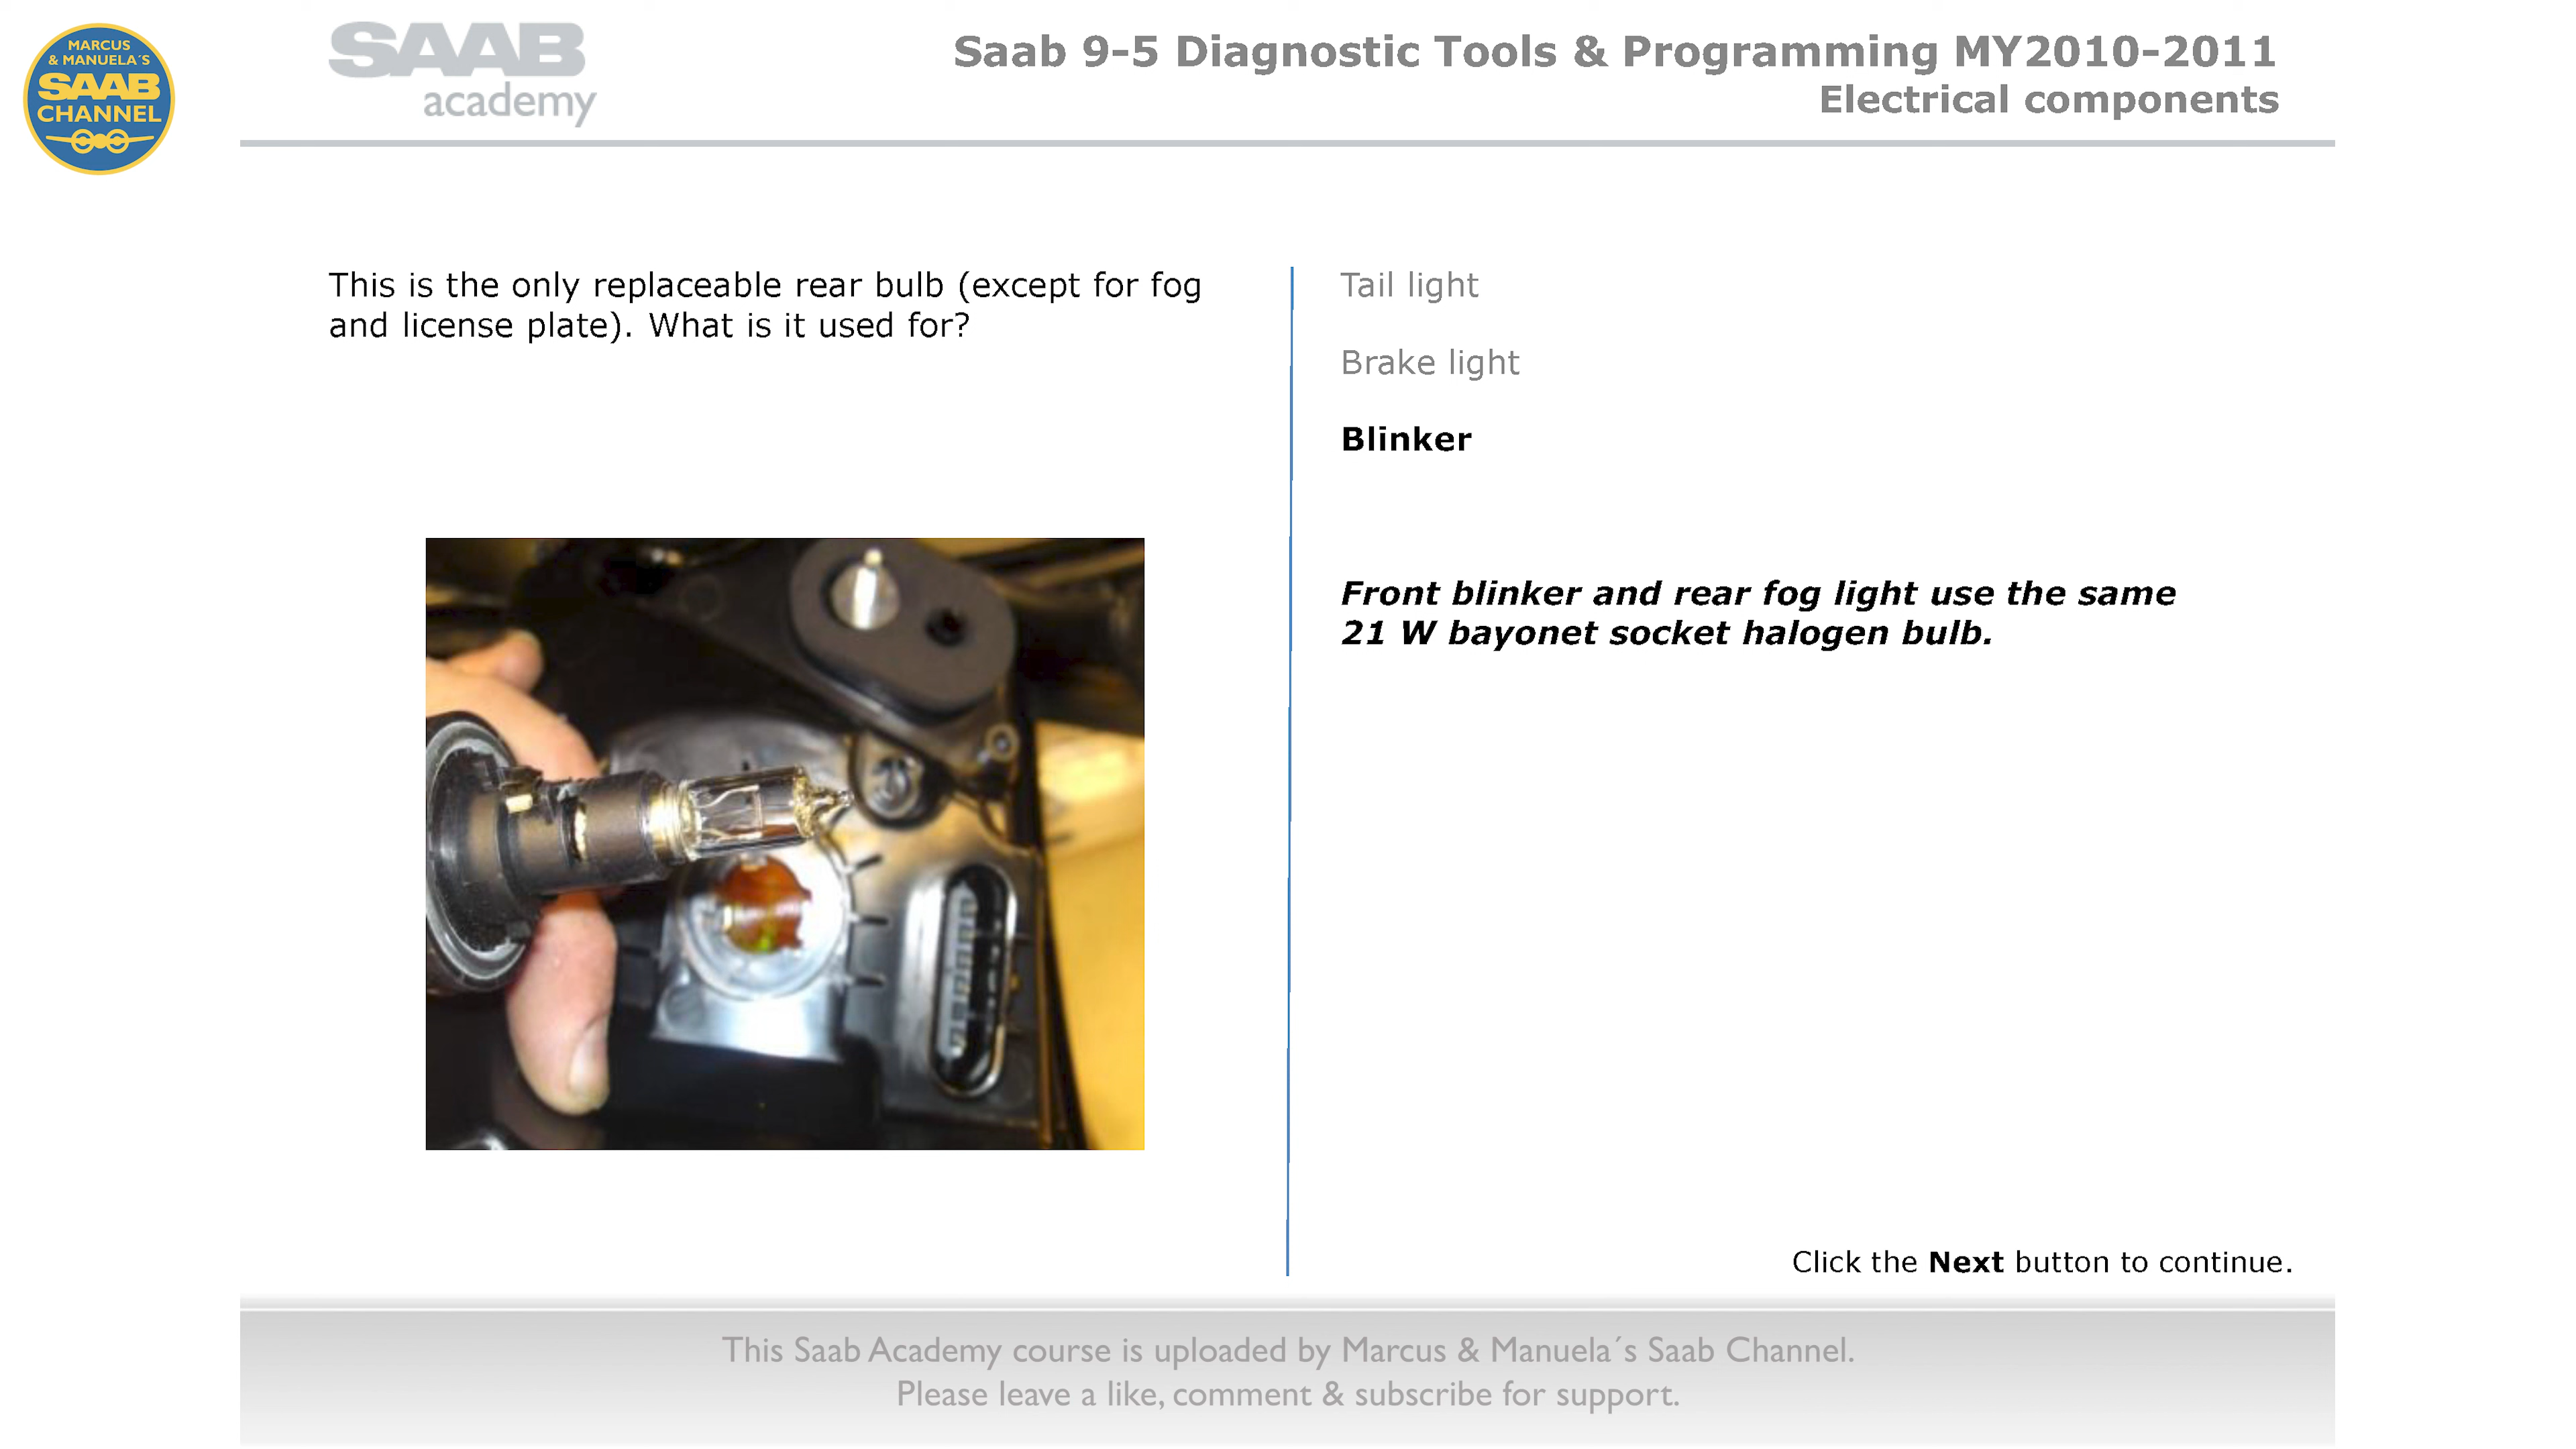 MARCUS
& MANUELA´S
SAAB
CHANNEL
SAAB
academy
Saab 9-5 Diagnostic Tools & Programming MY2010-2011
Electrical components
This is the only replaceable rear bulb (except for fog
and license plate). What is it used for?
Tail light
Brake light
Blinker
Front blinker and rear fog light use the same
21 W bayonet socket halogen bulb.
Click the Next button to continue.
This Saab Academy course is uploaded by Marcus & Manuela´s Saab Channel.
Please leave a like, comment & subscribe for support.